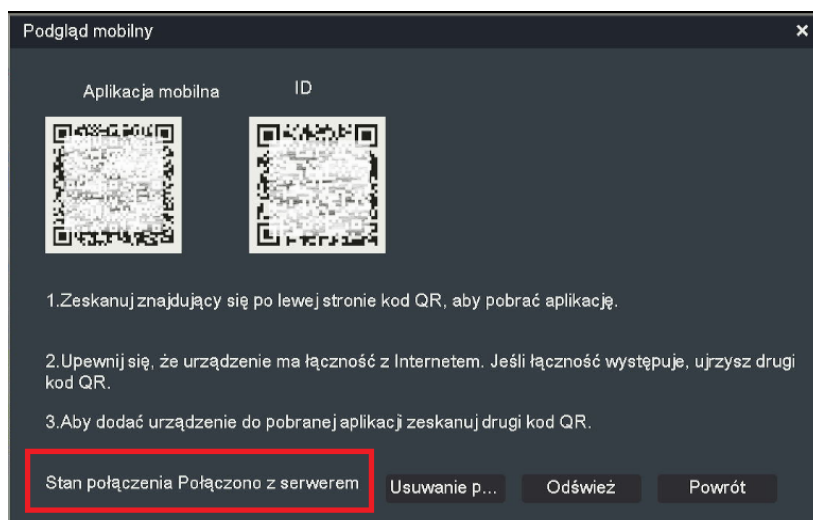 Podgląd mobilny
Aplikacja mobilna
ID
1.Zeskanuj znajdujący się po lewej stronie kod QR, aby pobrać aplikację.
2.Upewnij się, że urządzenie ma łączność z Internetem. Jeśli łączność występuje, ujrzysz drugi
kod QR.
3.Aby dodać urządzenie do pobranej aplikacji zeskanuj drugi kod QR.
Stan połączenia Połączono z serwerem
Usuwanie p...
Odśwież
Powrót